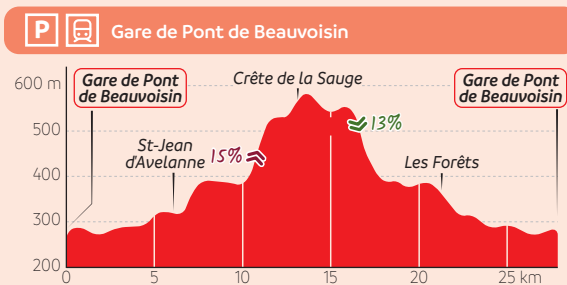 P Gare de Pont de Beauvoisin
600 m
Gare de Pont
de Beauvoisin
Crête de la Sauge
Gare de Pont
de Beauvoisin
500
13%
St-Jean
d'Avelanne
15%
400
Les Forêts
300
200
0 5 10 15 20 25 km